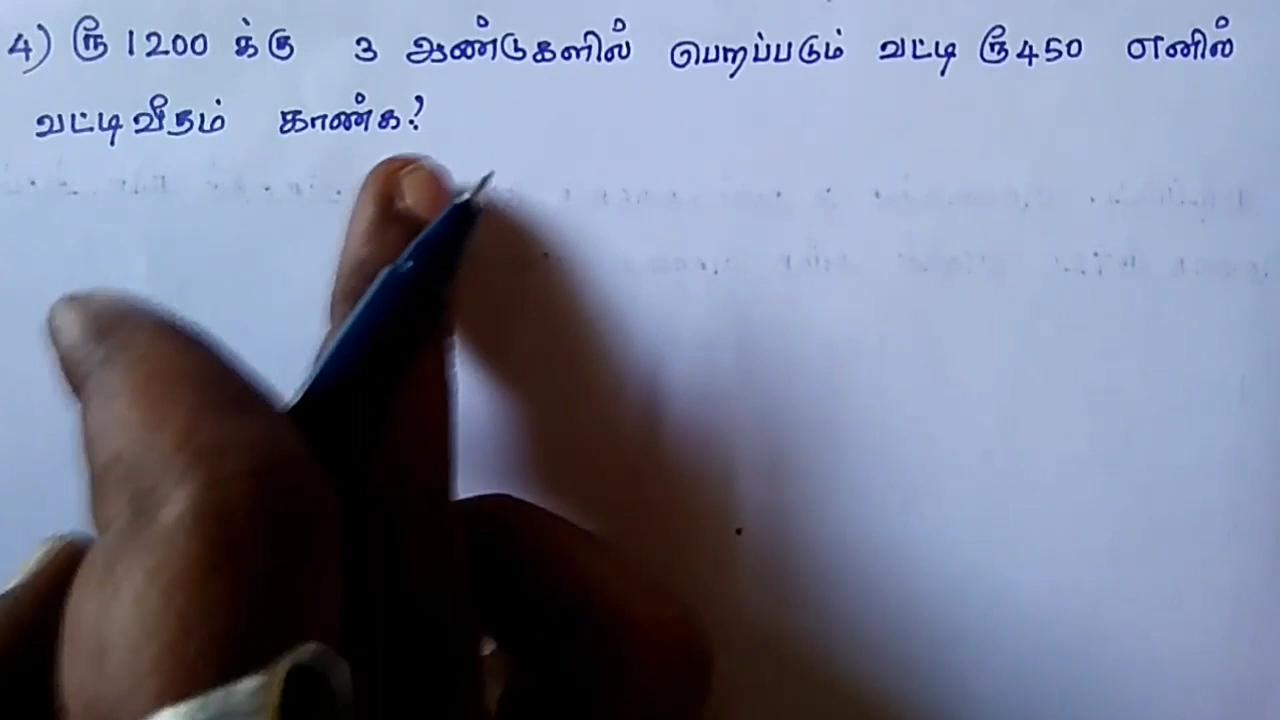 4) ரூ 1200 க்கு 3 ஆண்டுகளில் பெறப்படும் வட்டி ரூ 450 எனில்
வட்டிவீதம் காண்க?